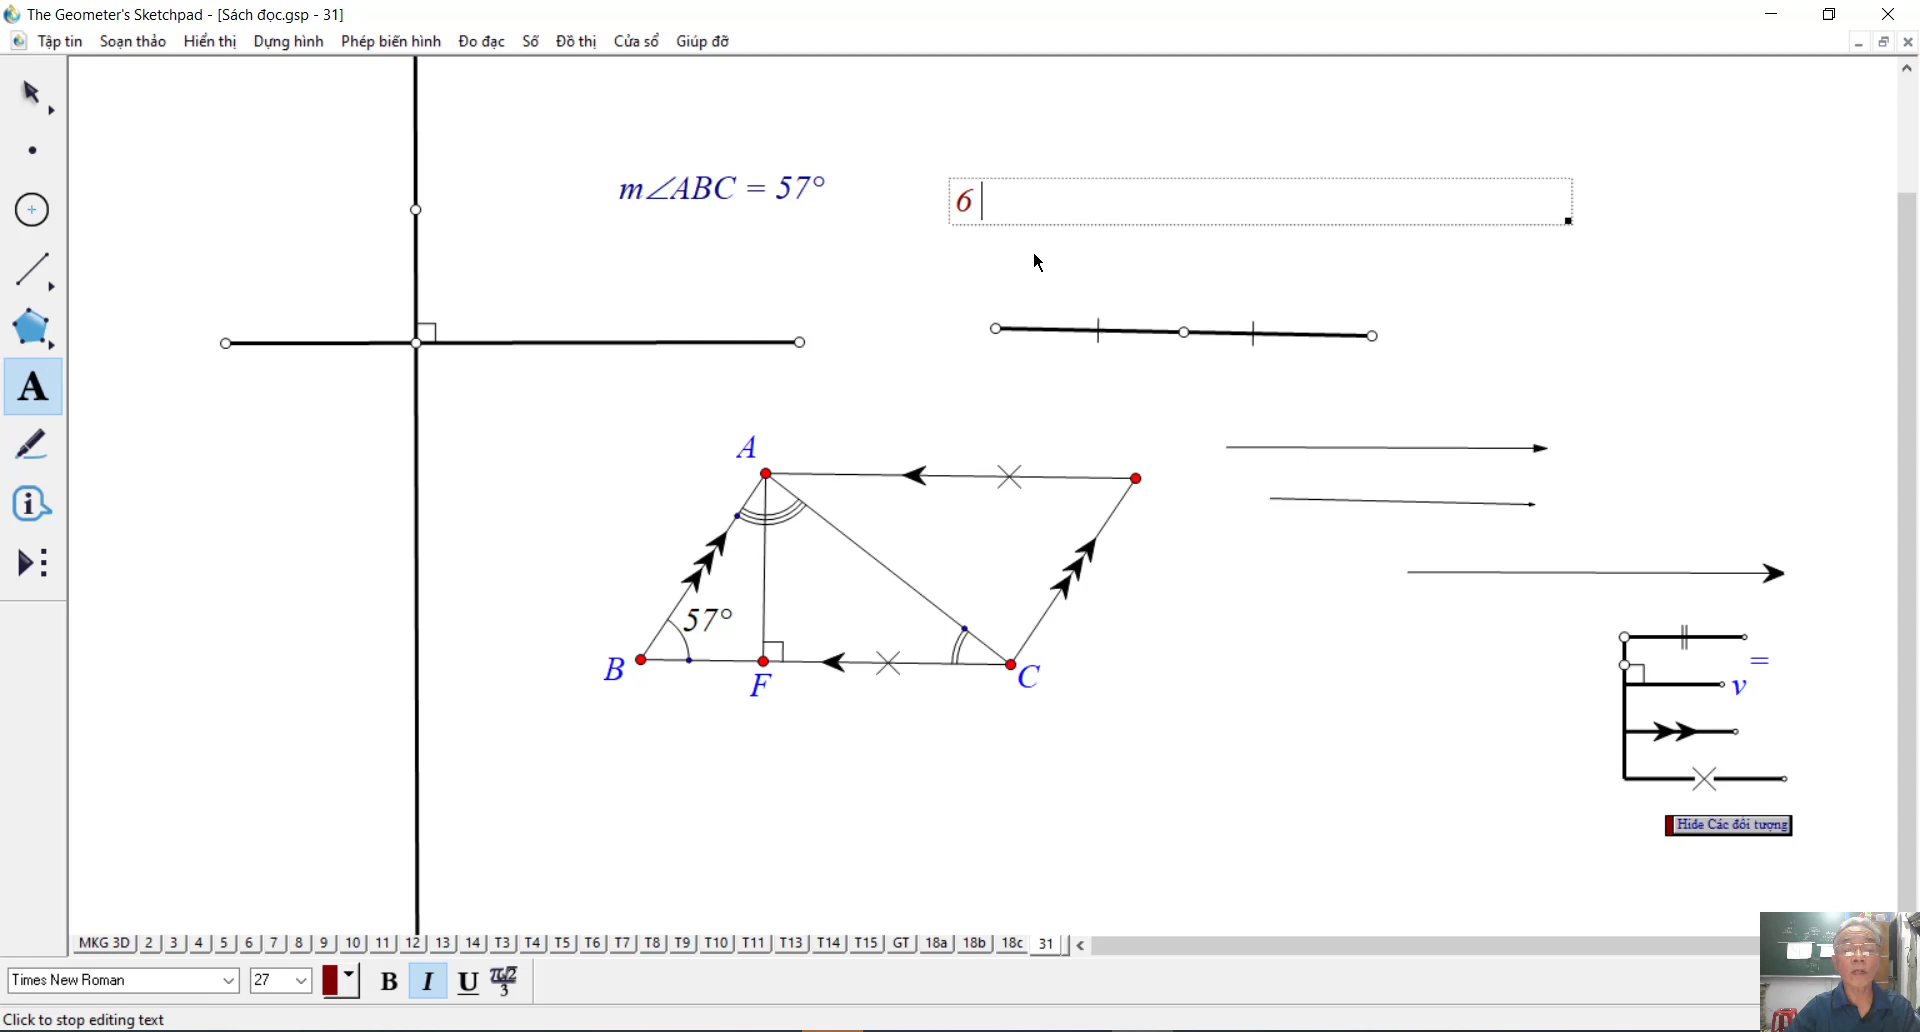 The Geometer's Sketchpad - [Sách đọc.gsp - 31]
Tập tin Soạn thảo Hiển thị Dựng hình Phép biến hình Đo đạc Số Đồ thị Cửa sổ Giúp đỡ
m∠ABC = 57°
6
A
A
57°
B
F
C
=
v
Hide Các đối tượng
MKG 3D 2 3 4 5 6 7 8 9 10 11 12 13 14 T3 T4 T5 T6 T7 T8 T9 T10 T11 T13 T14 T15 GT 18a 18b 18c 31
Times New Roman 27 B I U π√2/3
Click to stop editing text